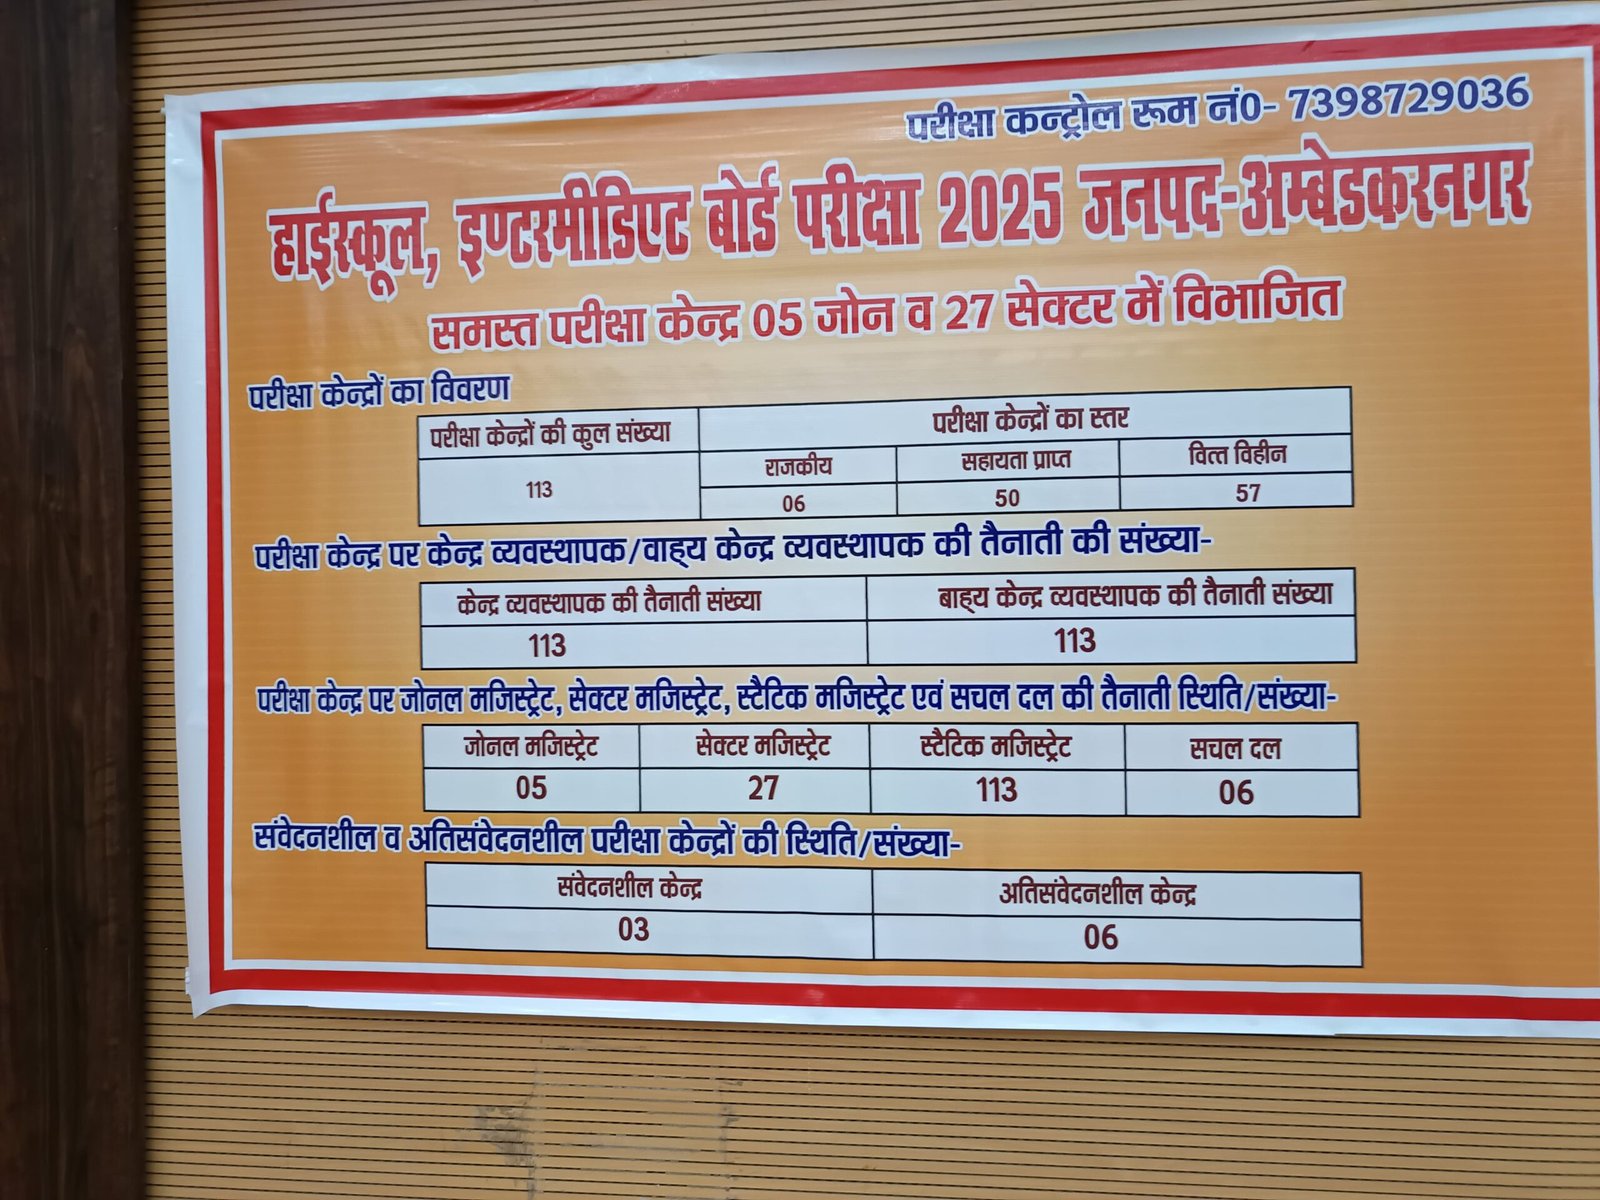 परीक्षा कन्ट्रोल रूम नं0- 7398729036
हाईस्कूल, इण्टरमीडिएट बोर्ड परीक्षा 2025 जनपद-अम्बेडकरनगर
समस्त परीक्षा केन्द्र 05 जोन व 27 सेक्टर में विभाजित
परीक्षा केन्द्रों का विवरण
परीक्षा केन्द्रों की कुल संख्या परीक्षा केन्द्रों का स्तर
राजकीय सहायता प्राप्त वित्त विहीन
113 06 50 57
परीक्षा केन्द्र पर केन्द्र व्यवस्थापक/वाह्य केन्द्र व्यवस्थापक की तैनाती की संख्या-
केन्द्र व्यवस्थापक की तैनाती संख्या बाह्य केन्द्र व्यवस्थापक की तैनाती संख्या
113 113
परीक्षा केन्द्र पर जोनल मजिस्ट्रेट, सेक्टर मजिस्ट्रेट, स्टैटिक मजिस्ट्रेट एवं सचल दल की तैनाती स्थिति/संख्या-
जोनल मजिस्ट्रेट सेक्टर मजिस्ट्रेट स्टैटिक मजिस्ट्रेट सचल दल
05 27 113 06
संवेदनशील व अतिसंवेदनशील परीक्षा केन्द्रों की स्थिति/संख्या-
संवेदनशील केन्द्र अतिसंवेदनशील केन्द्र
03 06